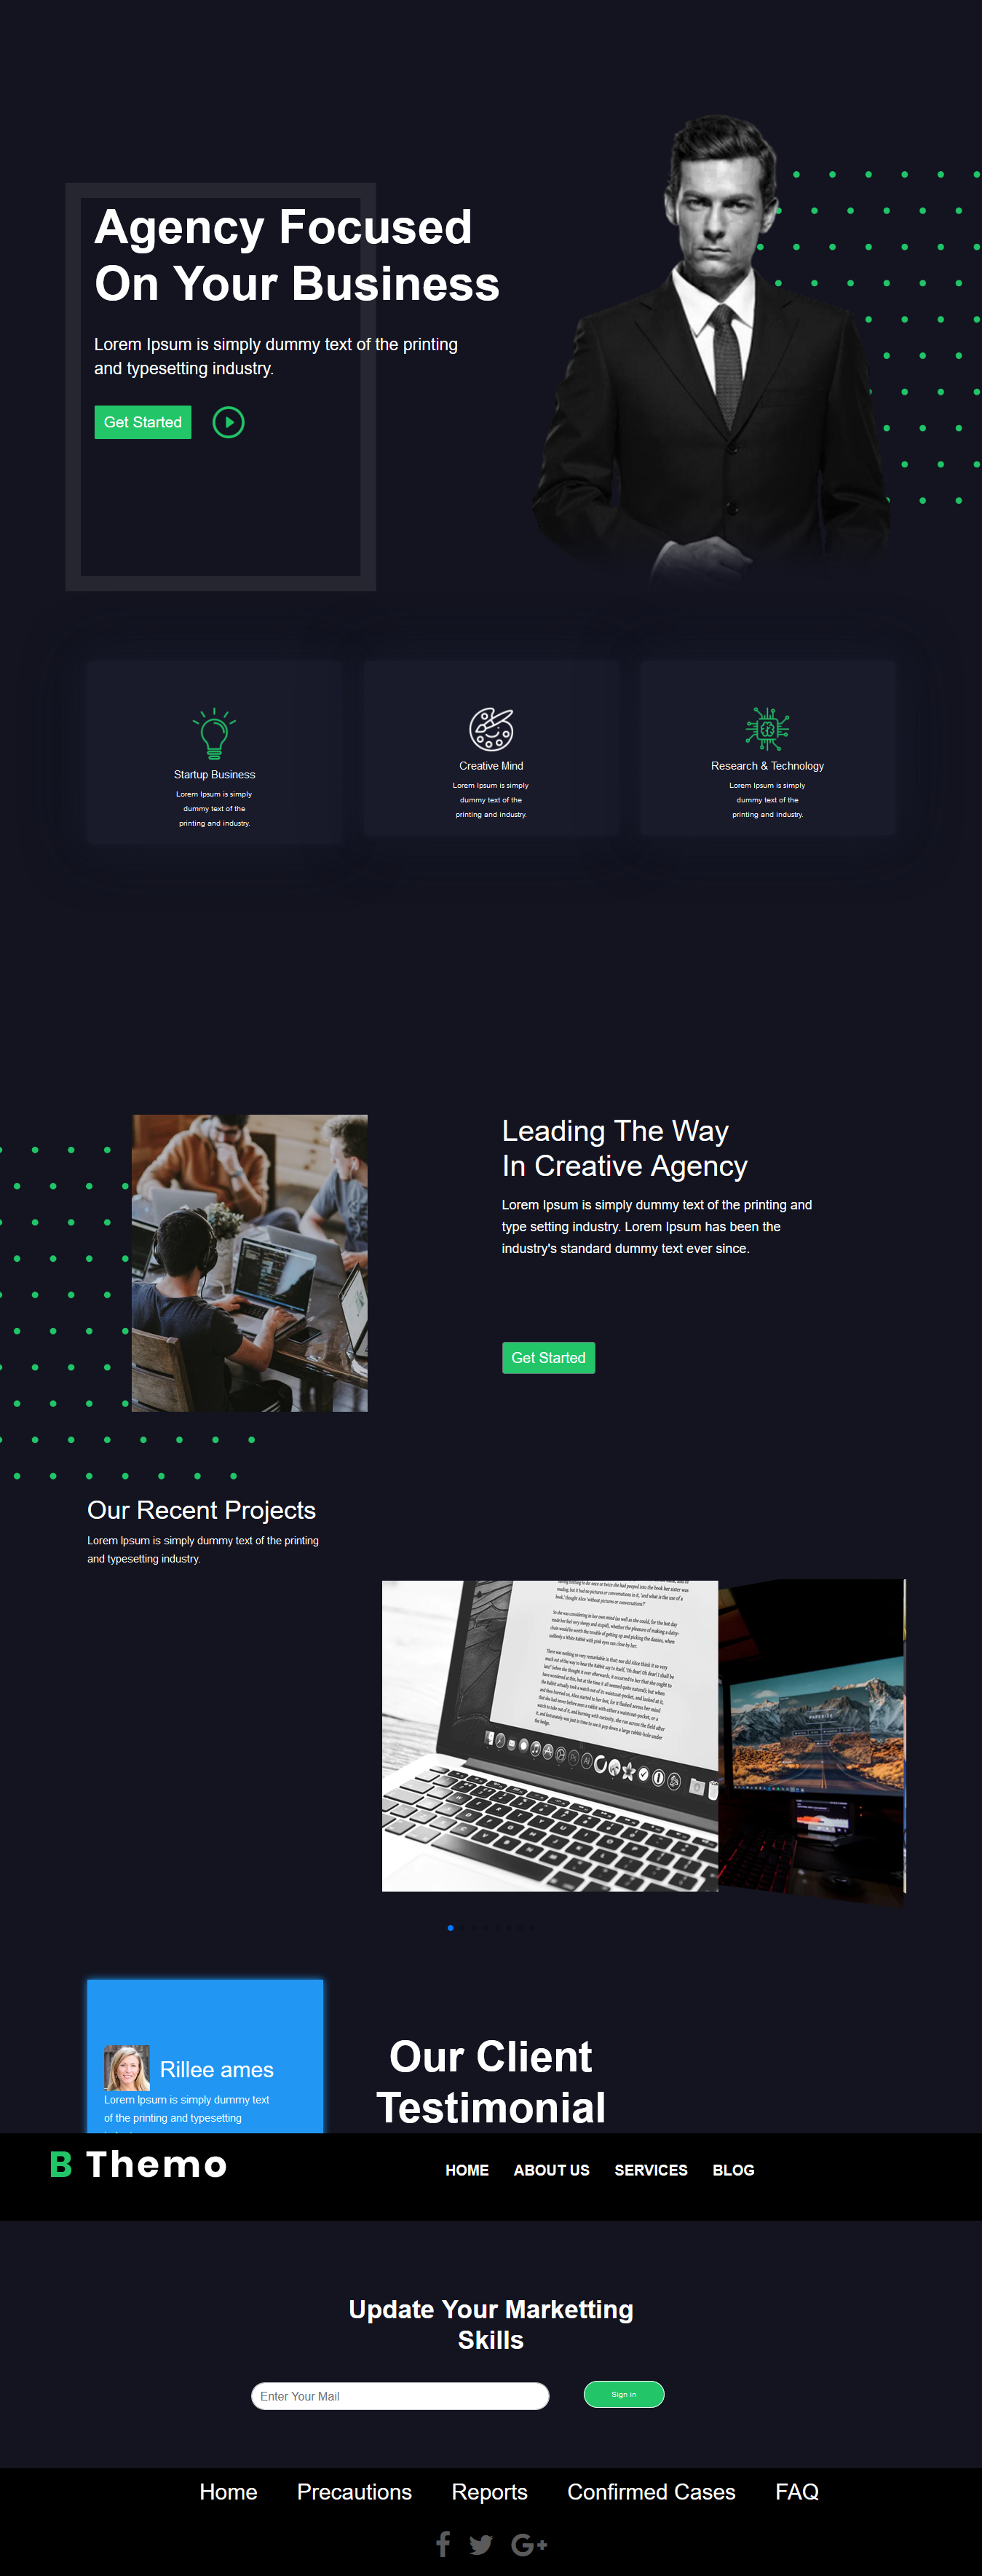 Agency Focused
On Your Business
Lorem Ipsum is simply dummy text of the printing
and typesetting industry.
Get Started
Startup Business
Lorem Ipsum is simply
dummy text of the
printing and industry.
Creative Mind
Lorem Ipsum is simply
dummy text of the
printing and industry.
Research & Technology
Lorem Ipsum is simply
dummy text of the
printing and industry.
Leading The Way
In Creative Agency
Lorem Ipsum is simply dummy text of the printing and
type setting industry. Lorem Ipsum has been the
industry's standard dummy text ever since.
Get Started
Our Recent Projects
Lorem Ipsum is simply dummy text of the printing
and typesetting industry.
Rillee ames
Lorem Ipsum is simply dummy text
of the printing and typesetting
Our Client
Testimonial
B Themo
HOME ABOUT US SERVICES BLOG
Update Your Marketting
Skills
Enter Your Mail
Sign in
Home Precautions Reports Confirmed Cases FAQ